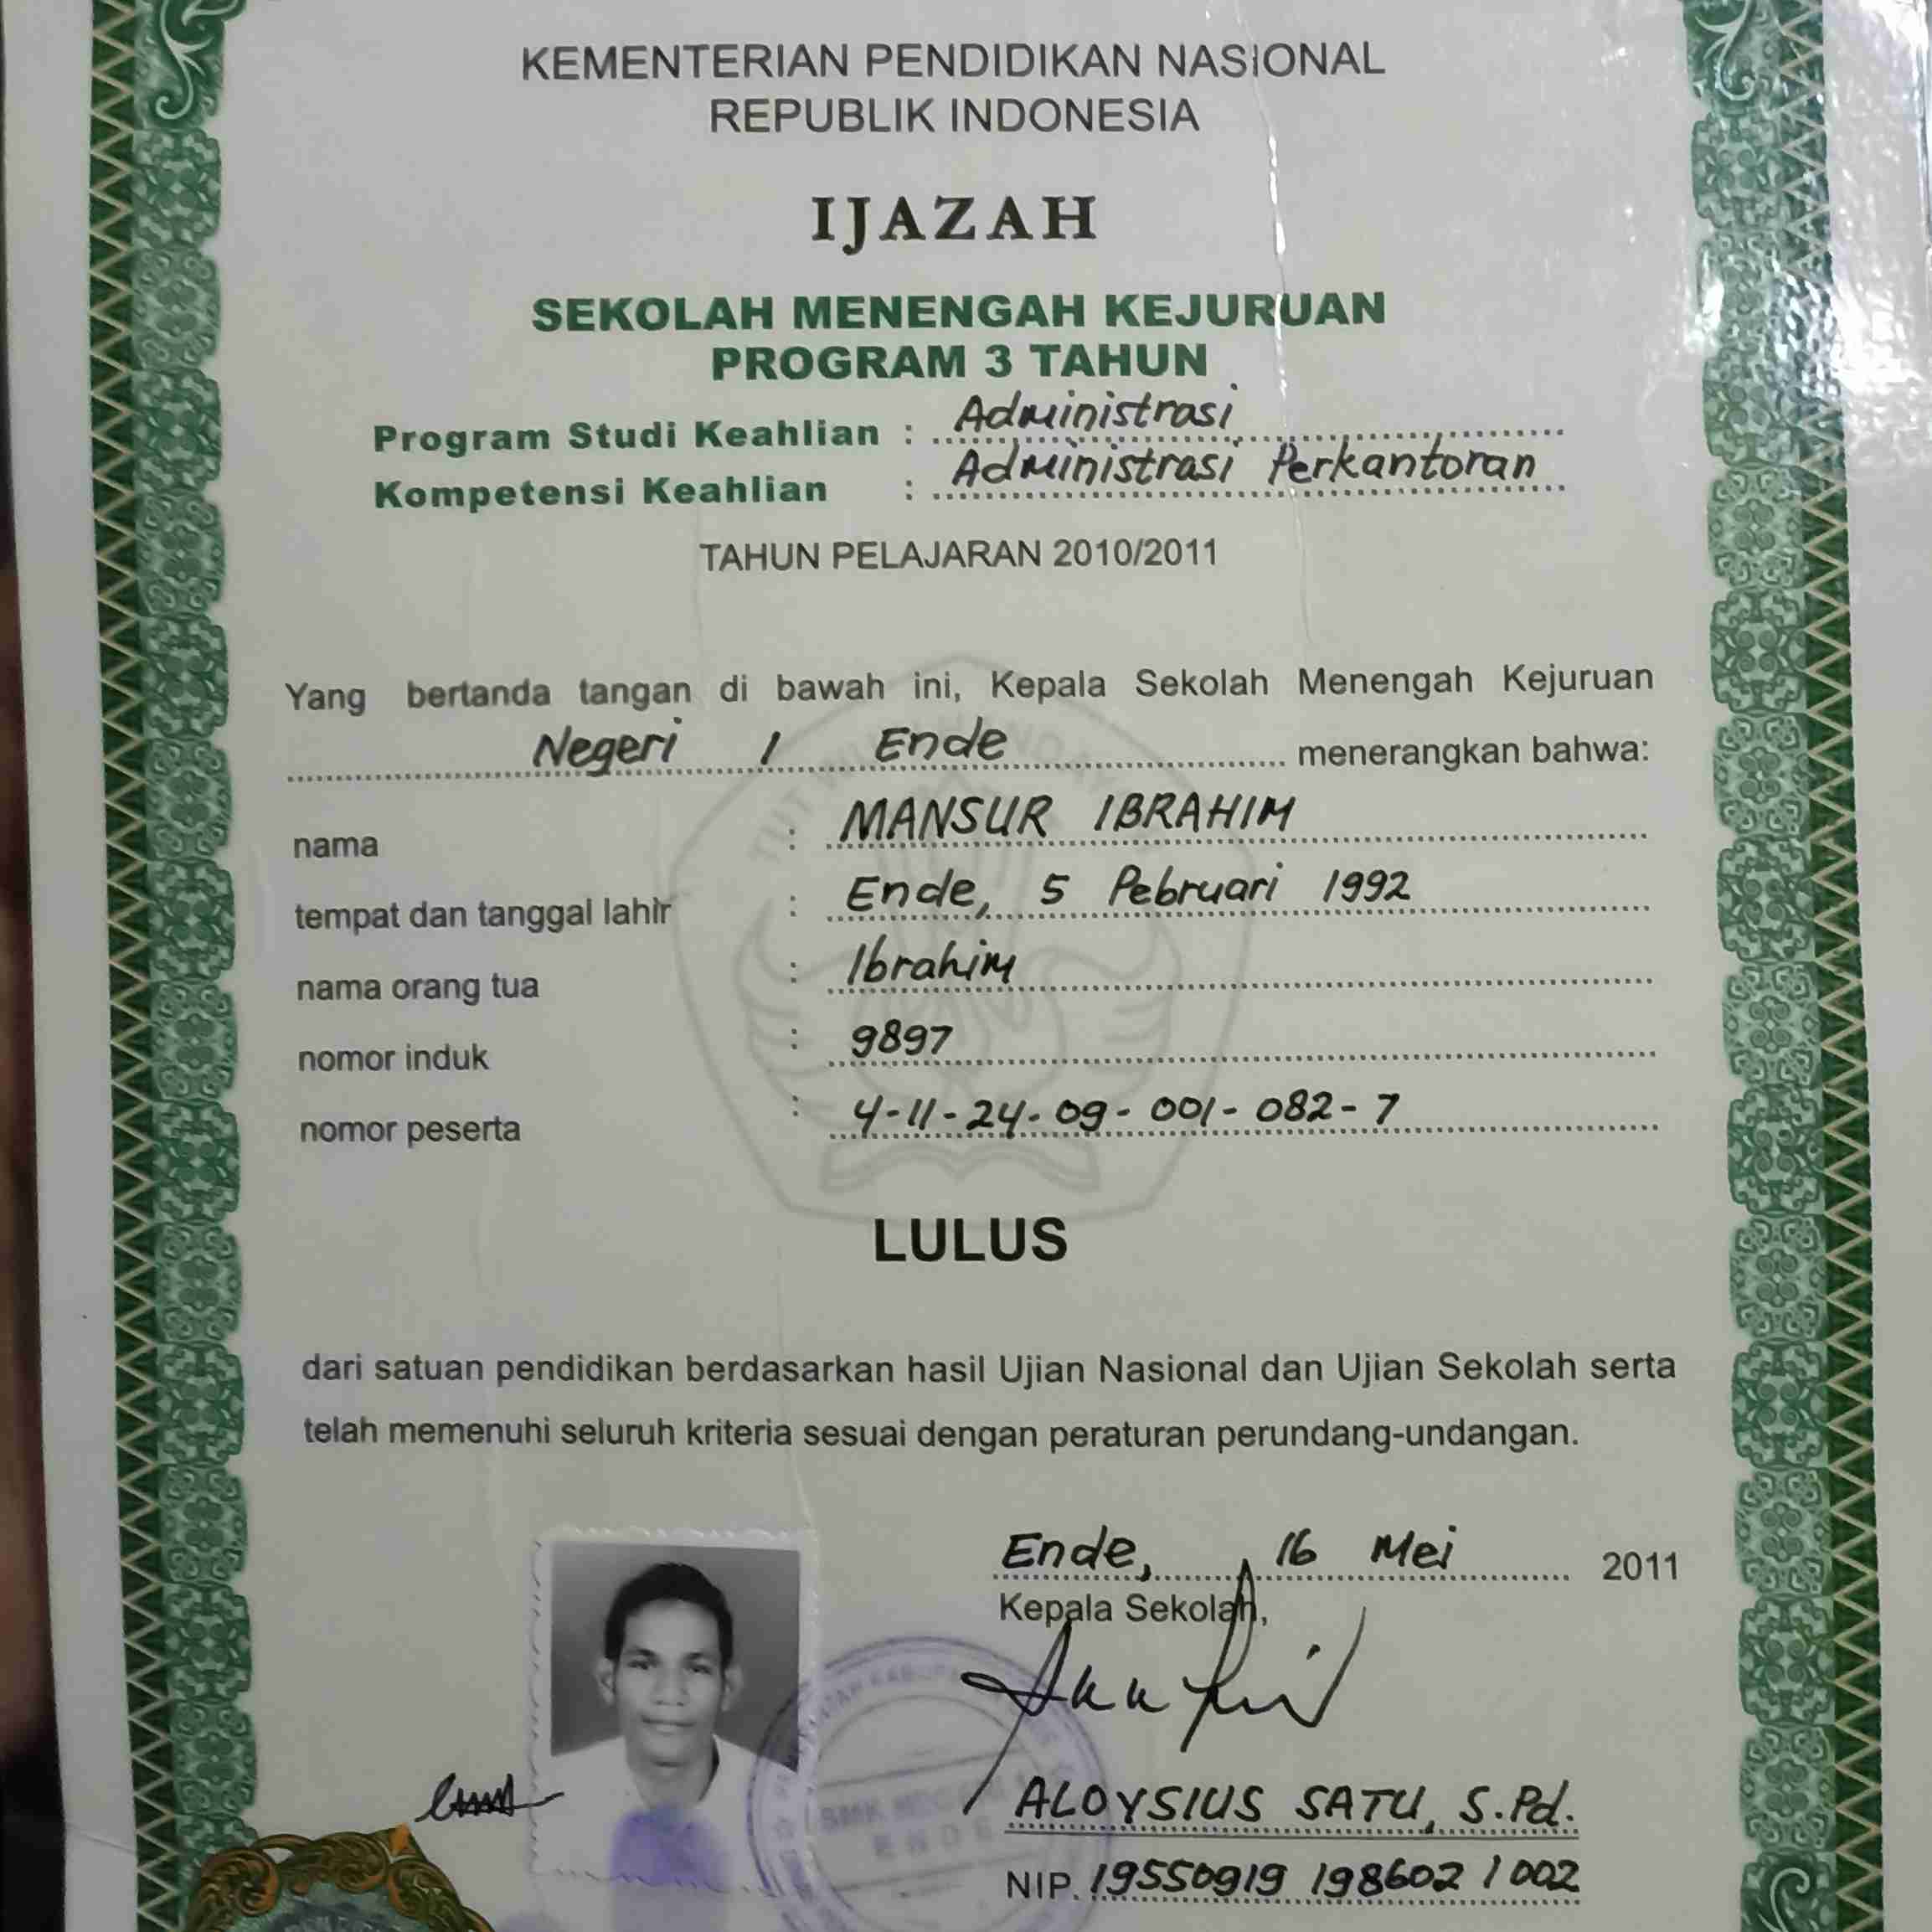 KEMENTERIAN PENDIDIKAN NASIONAL
REPUBLIK INDONESIA
IJAZAH
SEKOLAH MENENGAH KEJURUAN
PROGRAM 3 TAHUN
Program Studi Keahlian : Administrasi
Kompetensi Keahlian : Administrasi Perkantoran
TAHUN PELAJARAN 2010/2011
Yang bertanda tangan di bawah ini, Kepala Sekolah Menengah Kejuruan
Negeri 1 Ende menerangkan bahwa:
nama : MANSUR IBRAHIM
tempat dan tanggal lahir : Ende, 5 Pebruari 1992
nama orang tua : Ibrahim
nomor induk : 9897
nomor peserta : 4-11-24-09-001-082-7
LULUS
dari satuan pendidikan berdasarkan hasil Ujian Nasional dan Ujian Sekolah serta
telah memenuhi seluruh kriteria sesuai dengan peraturan perundang-undangan.
Ende, 16 Mei 2011
Kepala Sekolah,
SMK NEGERI 1
ENDE
ALOYSIUS SATU, S.Pd.
NIP. 19550919 198602 1 002